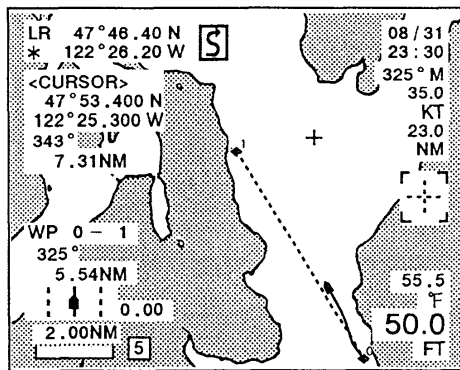 LR 47°46.40 N
* 122°26.20 W
<CURSOR>
47°53.400 N
122°25.300 W
343°
7.31NM
S
08/31
23:30
325°M
35.0
KT
23.0
NM
1
WP 0 – 1
325°
5.54NM
0.00
2.00NM
5
0
55.5
°F
50.0
FT